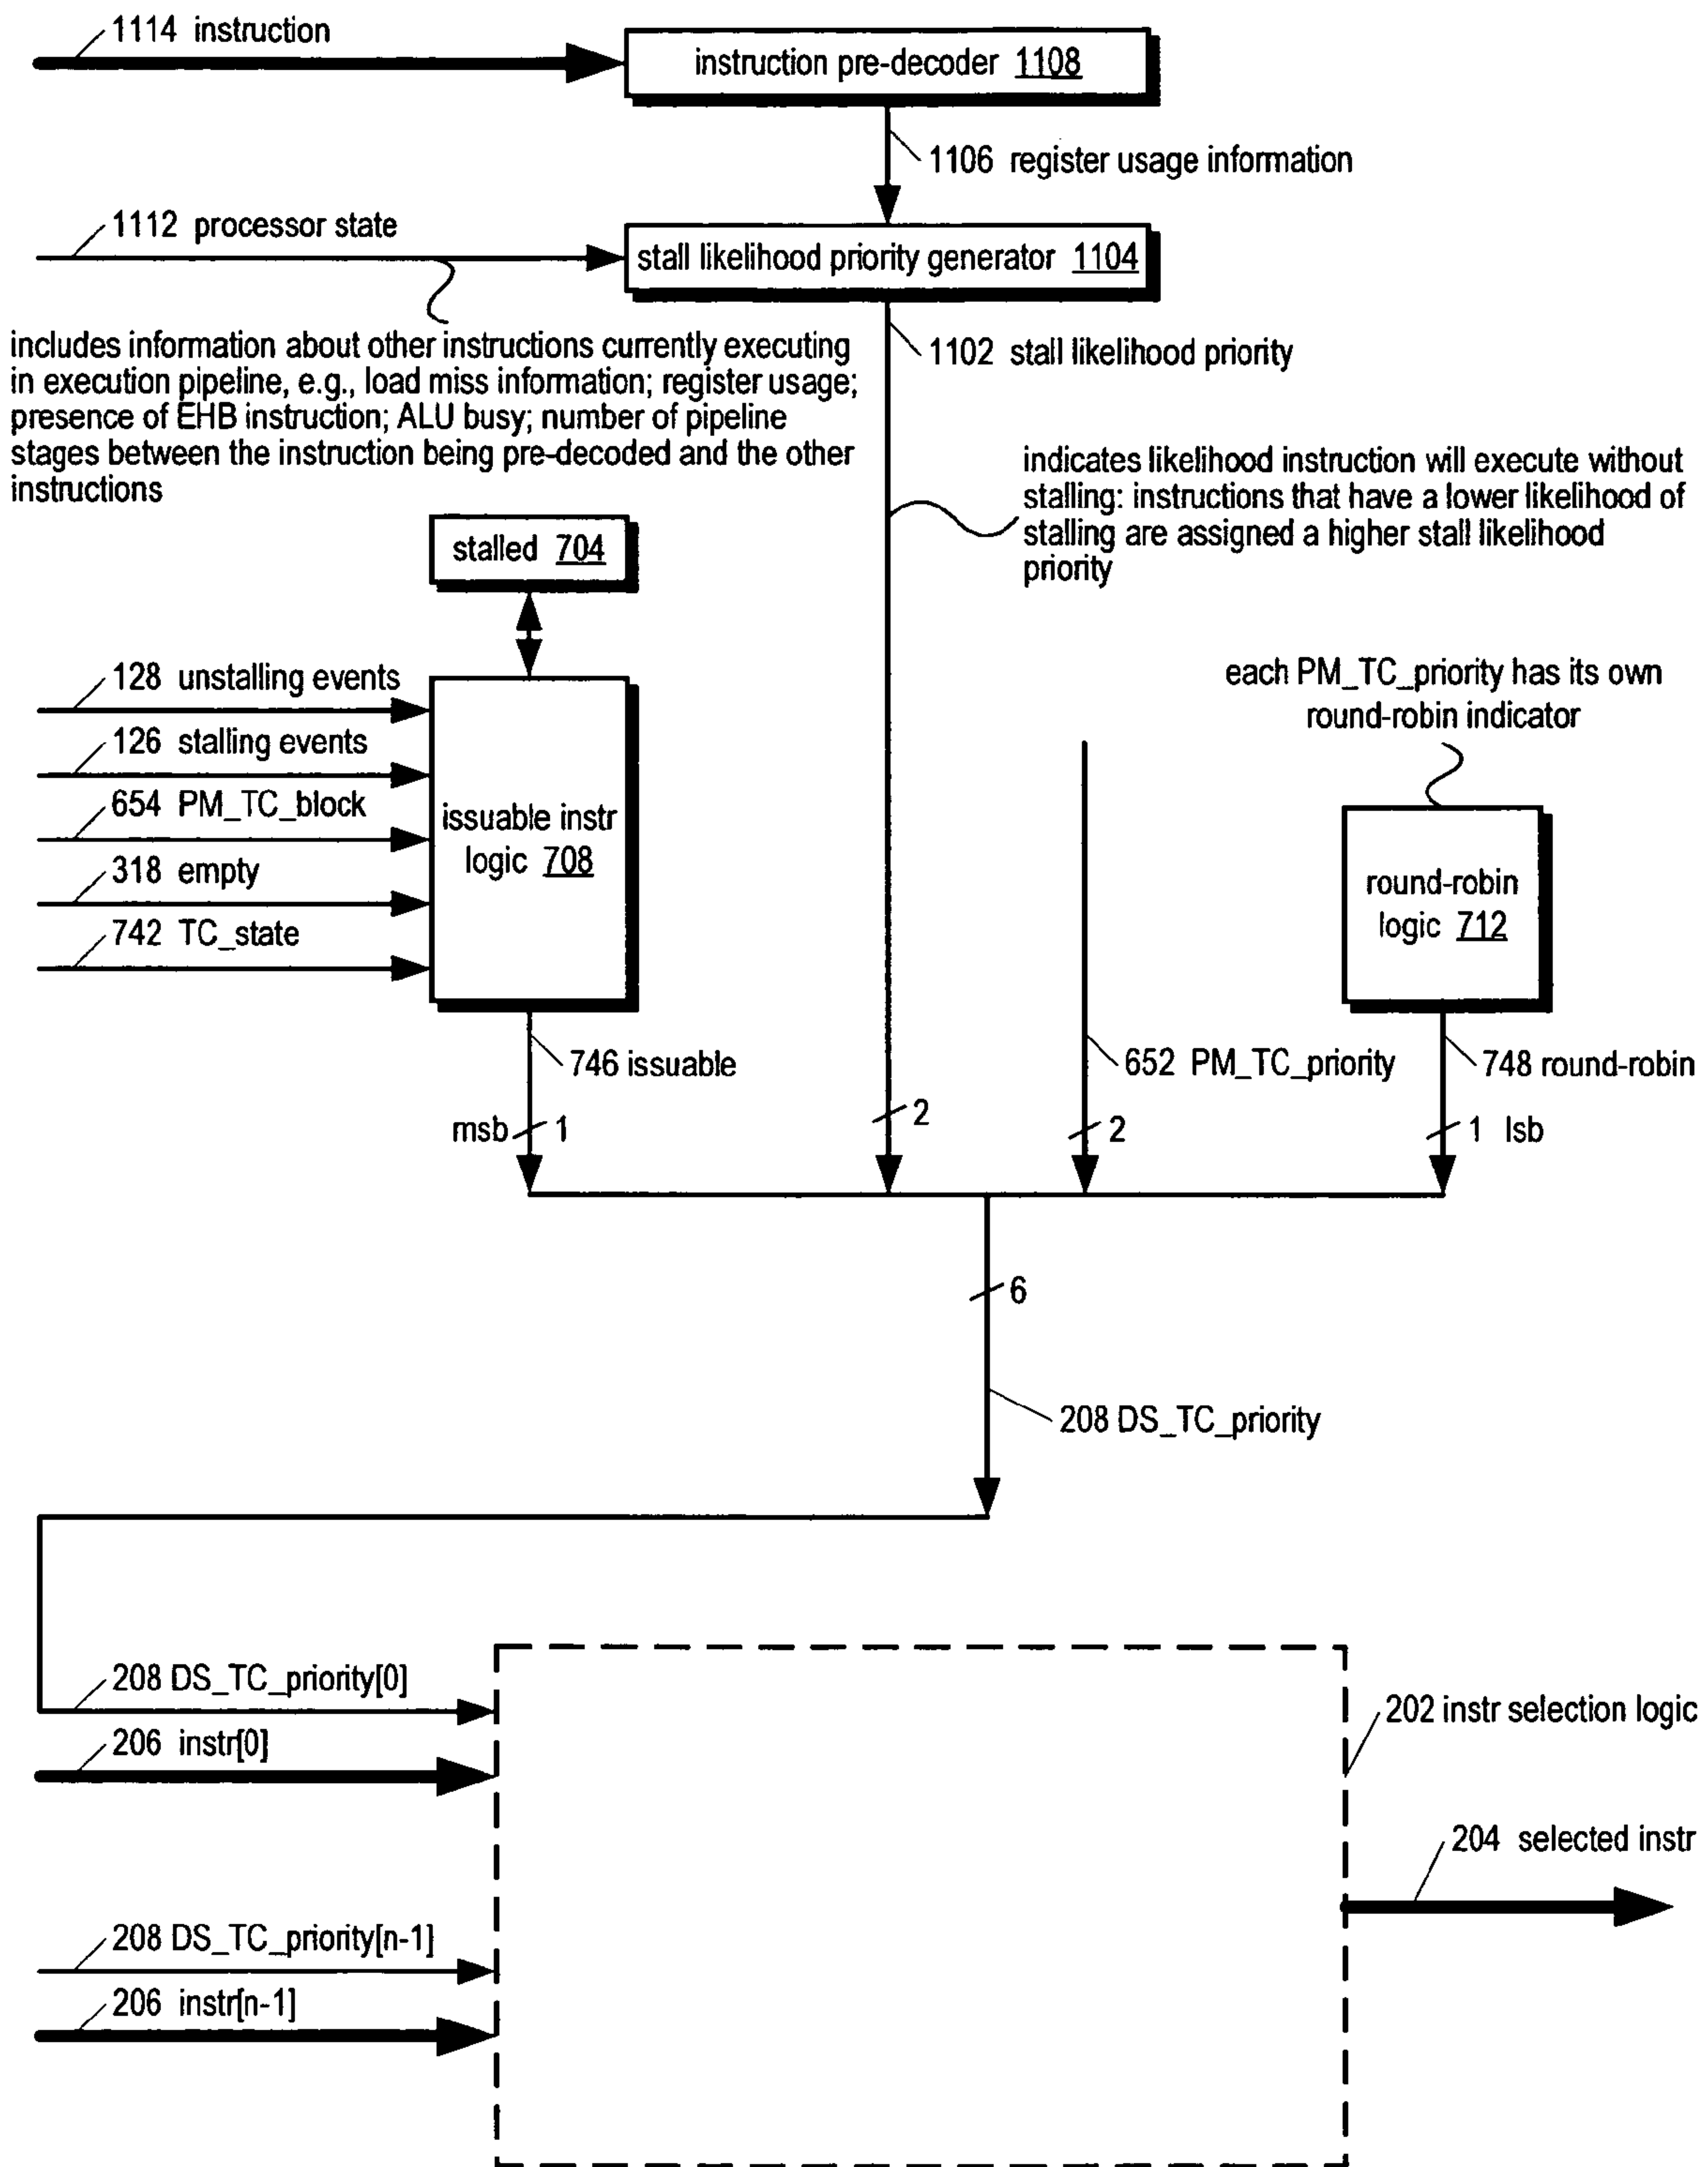 1114 instruction
instruction pre-decoder 1108
1106 register usage information
1112 processor state
stall likelihood priority generator 1104
includes information about other instructions currently executing
in execution pipeline, e.g., load miss information; register usage;
presence of EHB instruction; ALU busy; number of pipeline
stages between the instruction being pre-decoded and the other
instructions
1102 stall likelihood priority
indicates likelihood instruction will execute without
stalling: instructions that have a lower likelihood of
stalling are assigned a higher stall likelihood
priority
stalled 704
128 unstalling events
126 stalling events
654 PM_TC_block
318 empty
742 TC_state
issuable instr
logic 708
each PM_TC_priority has its own
round-robin indicator
round-robin
logic 712
746 issuable
652 PM_TC_priority
748 round-robin
msb 1
2
2
1 lsb
6
208 DS_TC_priority
208 DS_TC_priority[0]
206 instr[0]
202 instr selection logic
204 selected instr
208 DS_TC_priority[n-1]
206 instr[n-1]